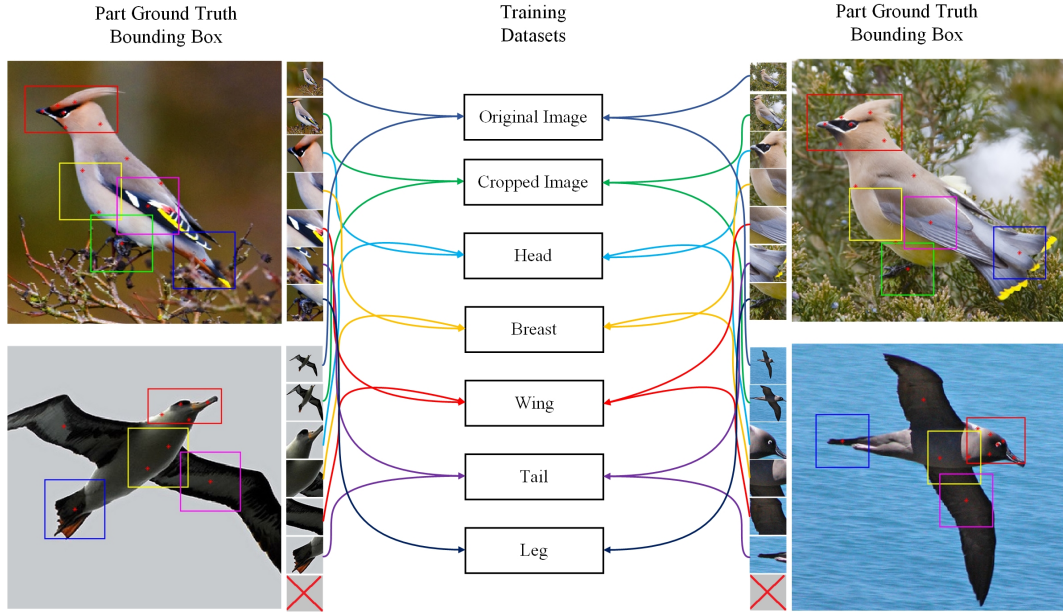 Part Ground Truth
Bounding Box
Training
Datasets
Part Ground Truth
Bounding Box
Original Image
Cropped Image
Head
Breast
Wing
Tail
Leg